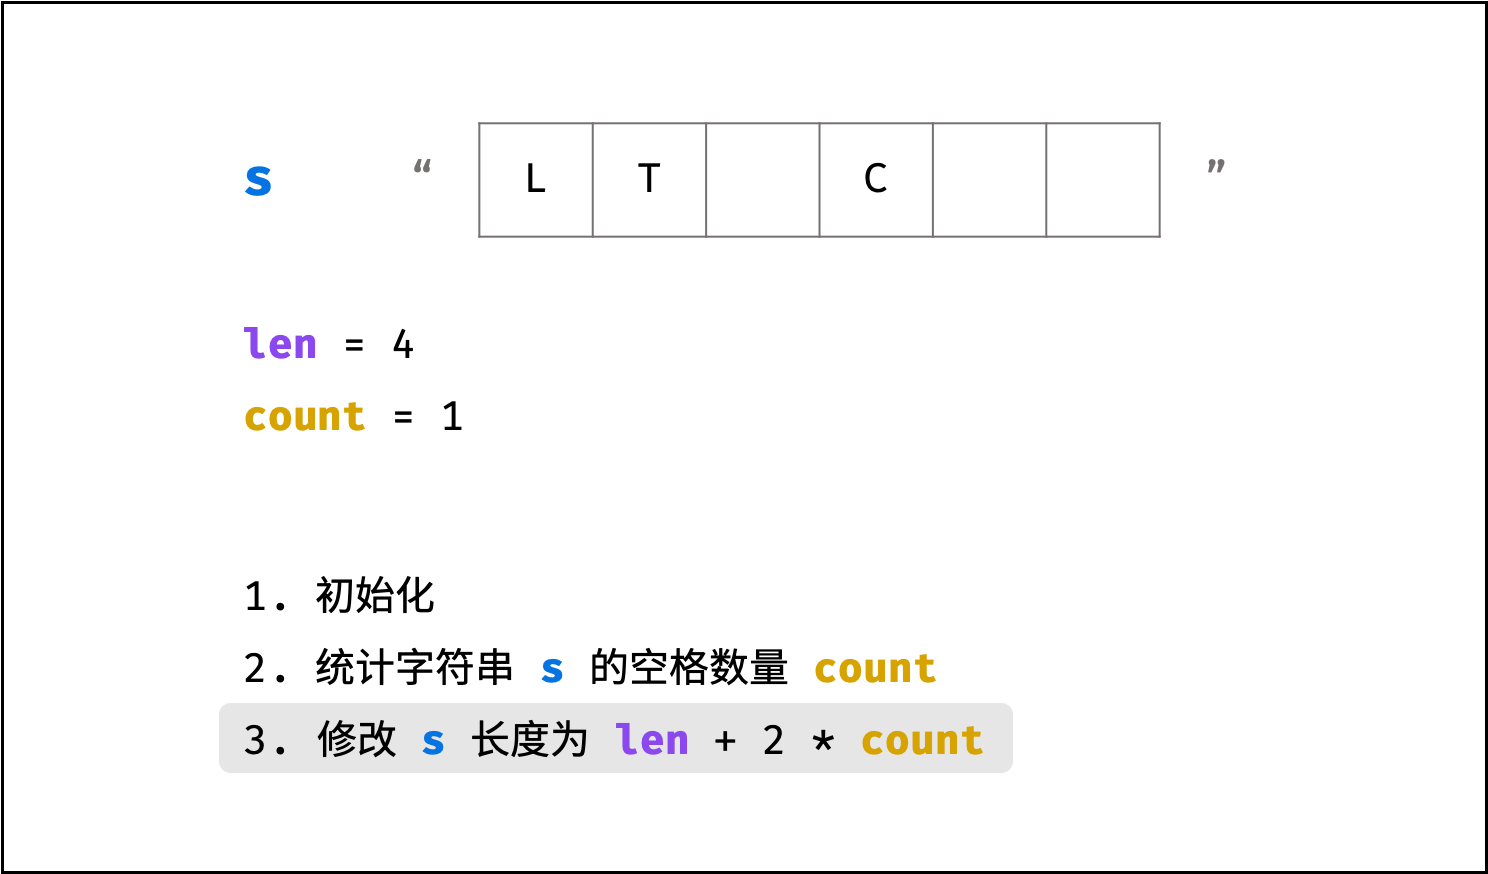 s “ L T C ”
len = 4
count = 1
1. 初始化
2. 统计字符串 s 的空格数量 count
3. 修改 s 长度为 len + 2 * count